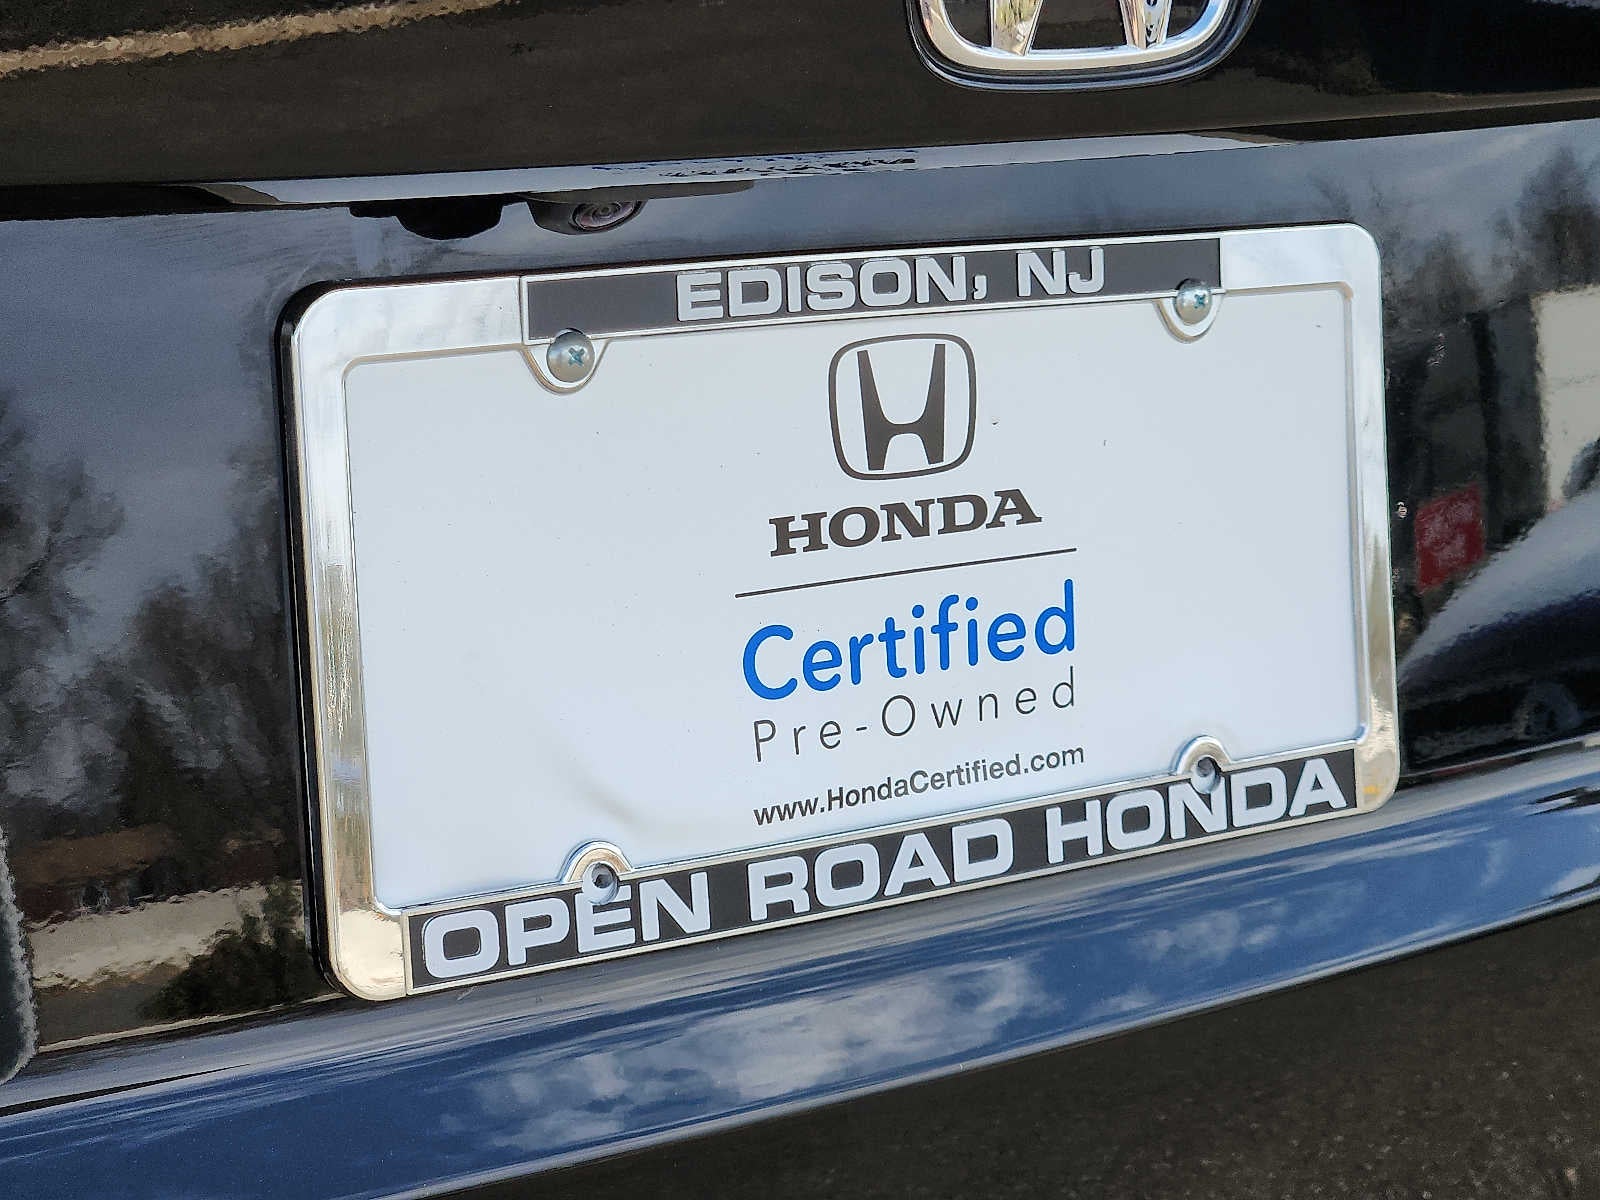 EDISON, NJ
HONDA
Certified
Pre-Owned
www.HondaCertified.com
OPEN ROAD HONDA